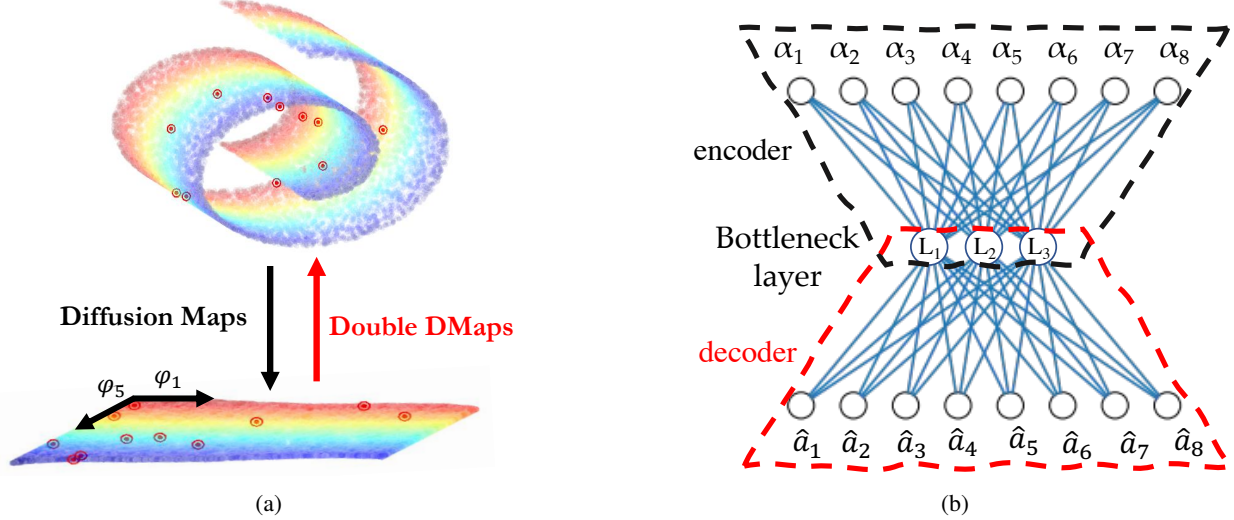 Diffusion Maps
Double DMaps
φ₅
φ₁
(a)
α₁ α₂ α₃ α₄ α₅ α₆ α₇ α₈
encoder
Bottleneck
layer
L₁ L₂ L₃
decoder
â₁ â₂ â₃ â₄ â₅ â₆ â₇ â₈
(b)